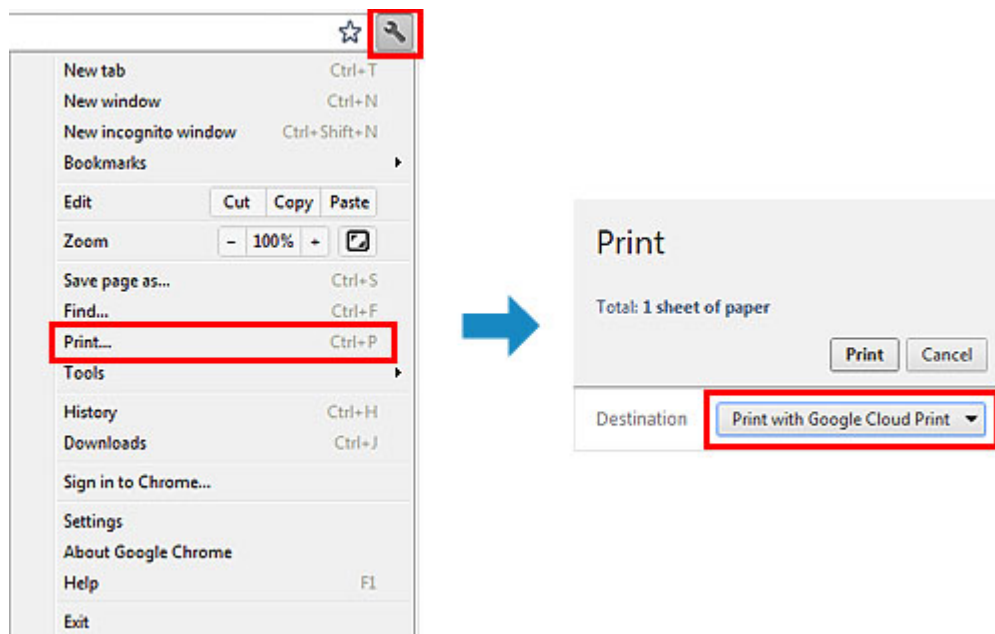 New tab Ctrl+T
New window Ctrl+N
New incognito window Ctrl+Shift+N
Bookmarks
Edit Cut Copy Paste
Zoom - 100% +
Save page as... Ctrl+S
Find... Ctrl+F
Print... Ctrl+P
Tools
History Ctrl+H
Downloads Ctrl+J
Sign in to Chrome...
Settings
About Google Chrome
Help F1
Exit
Print
Total: 1 sheet of paper
Print Cancel
Destination Print with Google Cloud Print